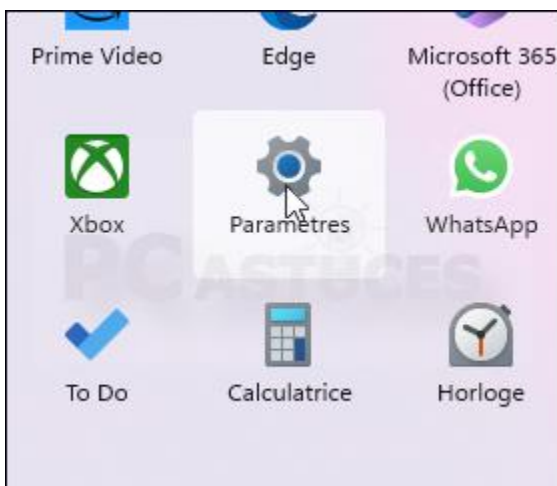 Prime Video
Edge
Microsoft 365
(Office)
Xbox
Paramètres
WhatsApp
PC ASTUCES
To Do
Calculatrice
Horloge